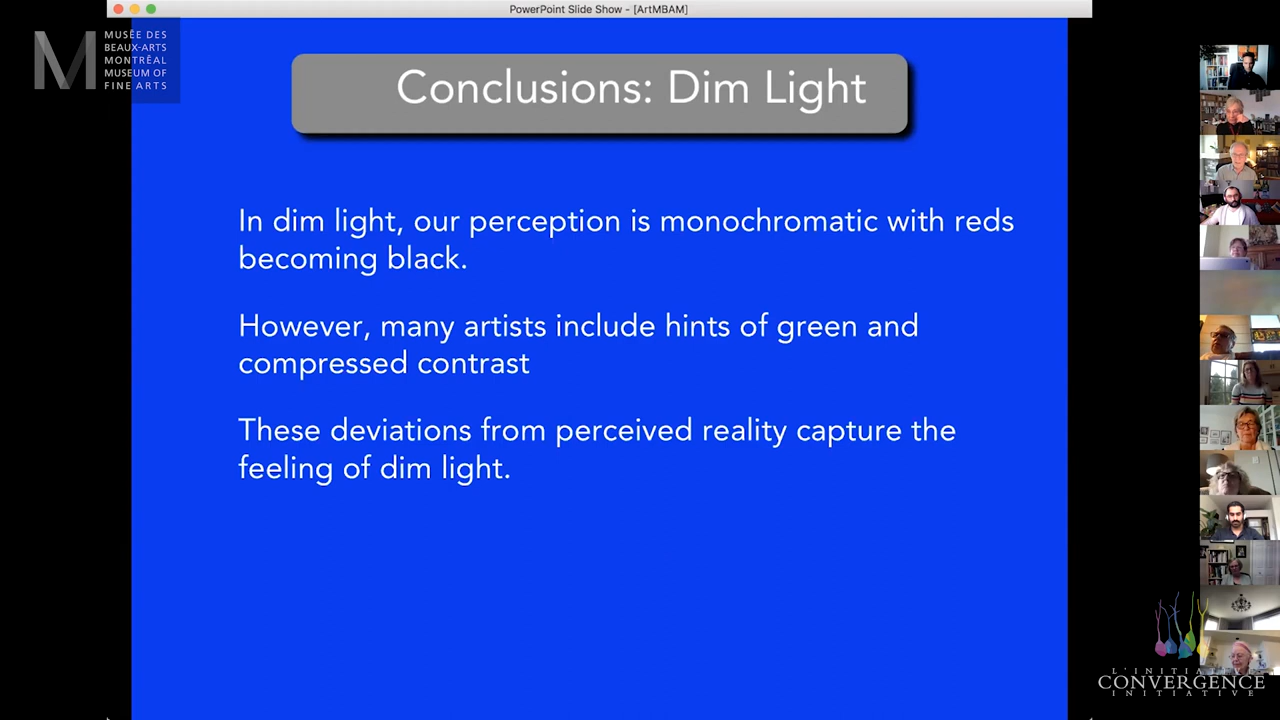 PowerPoint Slide Show - [ArtMBAM]
MUSÉE DES
BEAUX-ARTS
MONTRÉAL
MUSEUM OF
FINE ARTS
Conclusions: Dim Light
In dim light, our perception is monochromatic with reds
becoming black.
However, many artists include hints of green and
compressed contrast
These deviations from perceived reality capture the
feeling of dim light.
L'INITIATIVE
CONVERGENCE
INITIATIVE